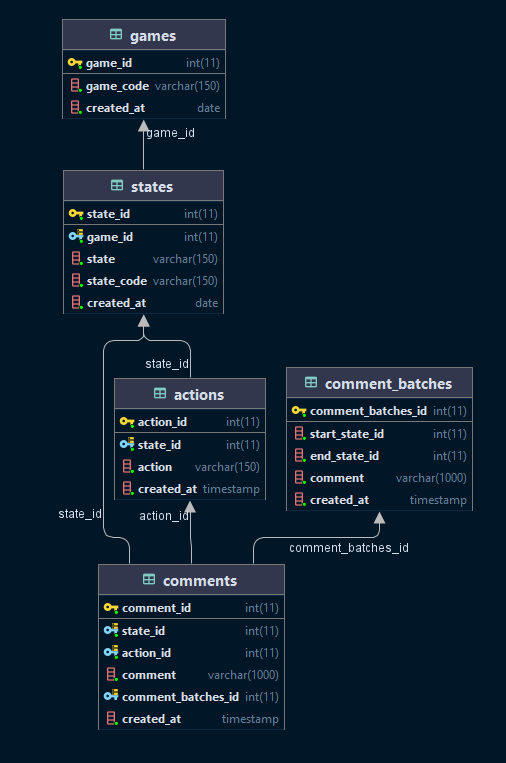 games
game_id int(11)
game_code varchar(150)
created_at date
game_id
states
state_id int(11)
game_id int(11)
state varchar(150)
state_code varchar(150)
created_at date
state_id
actions
action_id int(11)
state_id int(11)
action varchar(150)
created_at timestamp
comment_batches
comment_batches_id int(11)
start_state_id int(11)
end_state_id int(11)
comment varchar(1000)
created_at timestamp
state_id
action_id
comment_batches_id
comments
comment_id int(11)
state_id int(11)
action_id int(11)
comment varchar(1000)
comment_batches_id int(11)
created_at timestamp